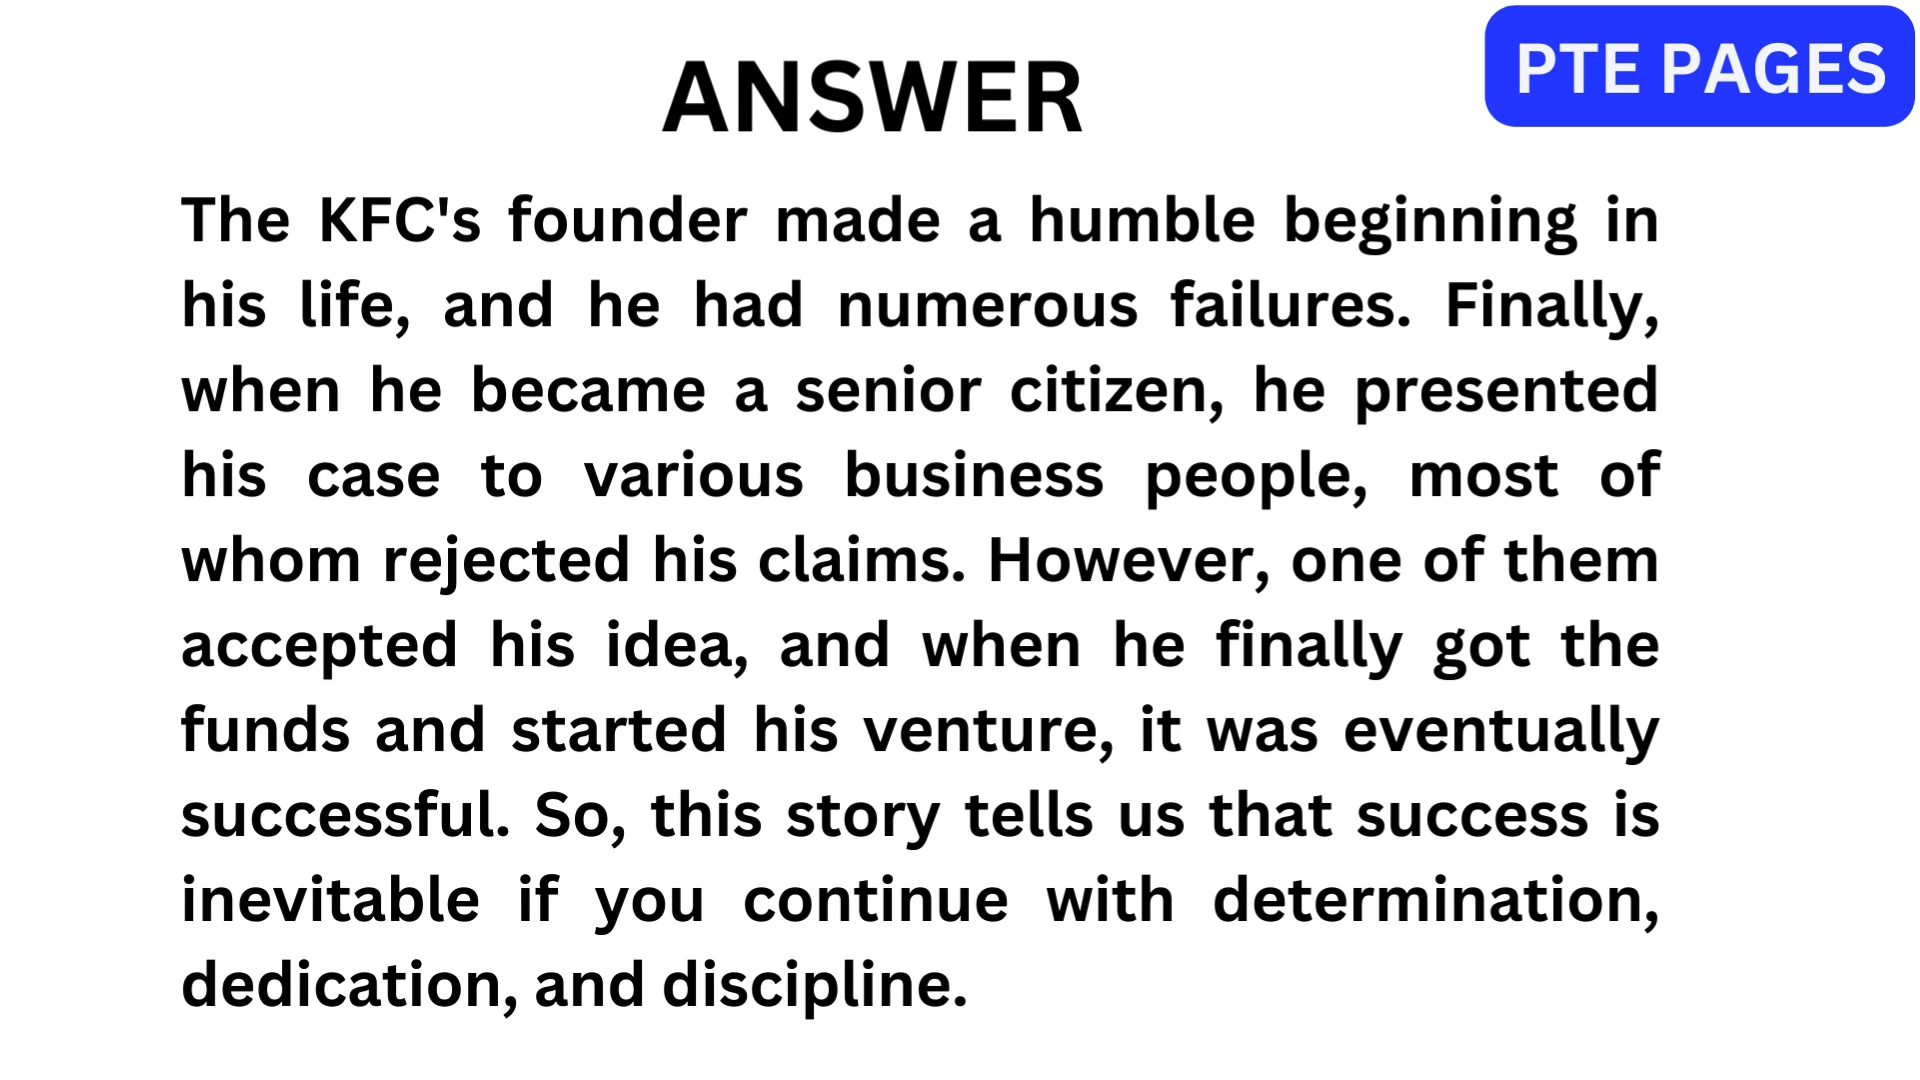 PTE PAGES
ANSWER
The KFC's founder made a humble beginning in
his life, and he had numerous failures. Finally,
when he became a senior citizen, he presented
his case to various business people, most of
whom rejected his claims. However, one of them
accepted his idea, and when he finally got the
funds and started his venture, it was eventually
successful. So, this story tells us that success is
inevitable if you continue with determination,
dedication, and discipline.